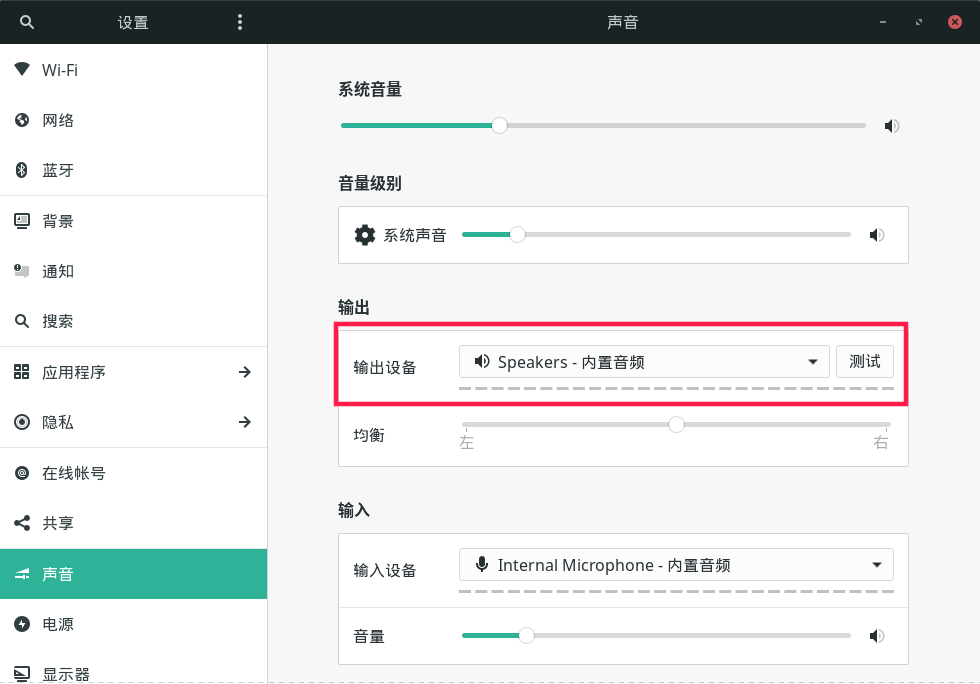 设置
声音
Wi-Fi
网络
蓝牙
背景
通知
搜索
应用程序
隐私
在线帐号
共享
声音
电源
显示器
系统音量
音量级别
系统声音
输出
输出设备
Speakers - 内置音频
测试
均衡
左
右
输入
输入设备
Internal Microphone - 内置音频
音量